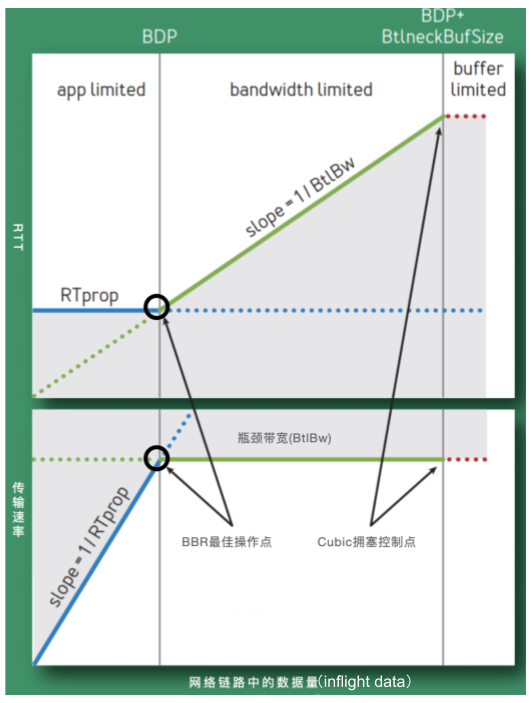 BDP
BDP+
BtlneckBufSize
app limited
bandwidth limited
buffer
limited
slope = 1 / BtlBw
RTT
RTprop
瓶颈带宽(BtlBw)
传输速率
slope = 1 / RTprop
BBR最佳操作点
Cubic拥塞控制点
网络链路中的数据量(inflight data)